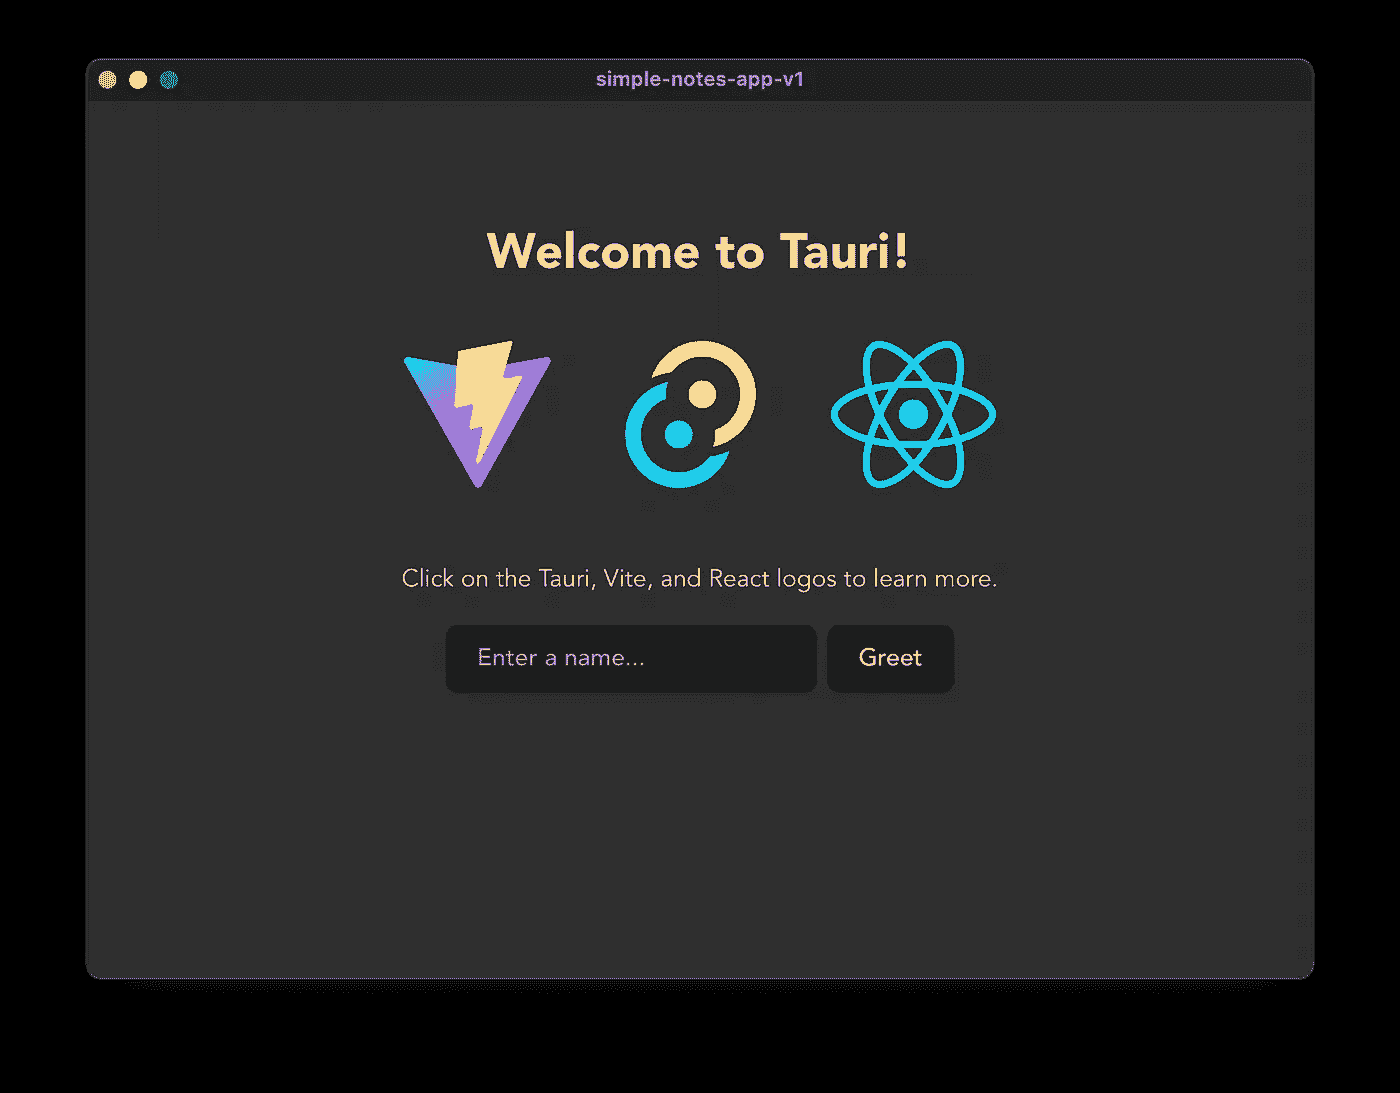 simple-notes-app-v1
Welcome to Tauri!
Click on the Tauri, Vite, and React logos to learn more.
Enter a name...
Greet